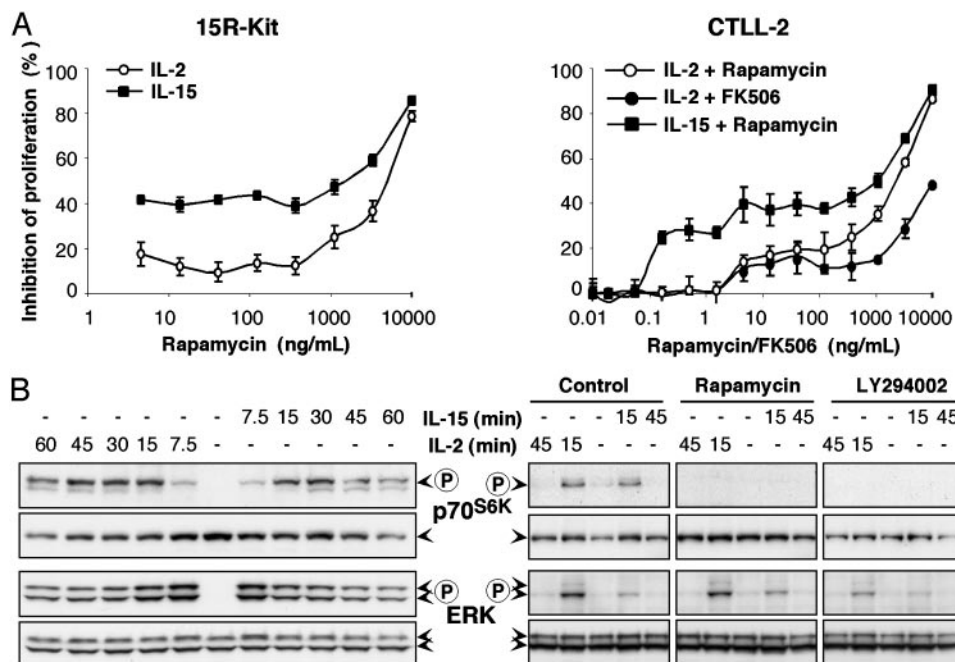 A
15R-Kit
CTLL-2
Inhibition of proliferation (%)
100
80
60
40
20
0
IL-2
IL-15
1
10
100
1000
10000
Rapamycin (ng/mL)
100
80
60
40
20
0
IL-2 + Rapamycin
IL-2 + FK506
IL-15 + Rapamycin
0.01
0.1
1
10
100
1000
10000
Rapamycin/FK506 (ng/mL)
B
Control
Rapamycin
LY294002
- - - - - - 7.5 15 30 45 60 IL-15 (min) - - - 15 45 - - - 15 45 - - - 15 45
60 45 30 15 7.5 - - - - - - IL-2 (min) 45 15 - - - 45 15 - - - 45 15 - - -
P P
p70S6K
P P
ERK